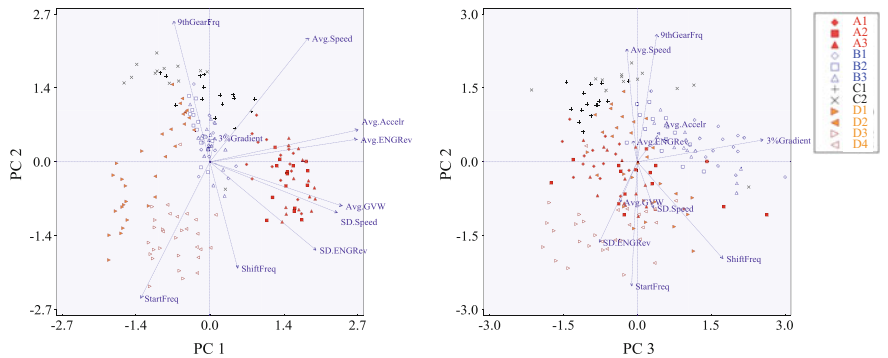 2.7
1.4
0.0
-1.4
-2.7
PC 2
-2.7
-1.4
0.0
1.4
2.7
PC 1
9thGearFrq
Avg.Speed
Avg.Accelr
Avg.ENGRev
3%Gradient
Avg.GVW
SD.Speed
SD.ENGRev
ShiftFreq
StartFreq
3.0
1.5
0.0
-1.5
-3.0
PC 2
-3.0
-1.5
0.0
1.5
3.0
PC 3
9thGearFrq
Avg.Speed
Avg.Accelr
Avg.ENGRev
3%Gradient
Avg.GVW
SD.Speed
SD.ENGRev
ShiftFreq
StartFreq
A1
A2
A3
B1
B2
B3
C1
C2
D1
D2
D3
D4